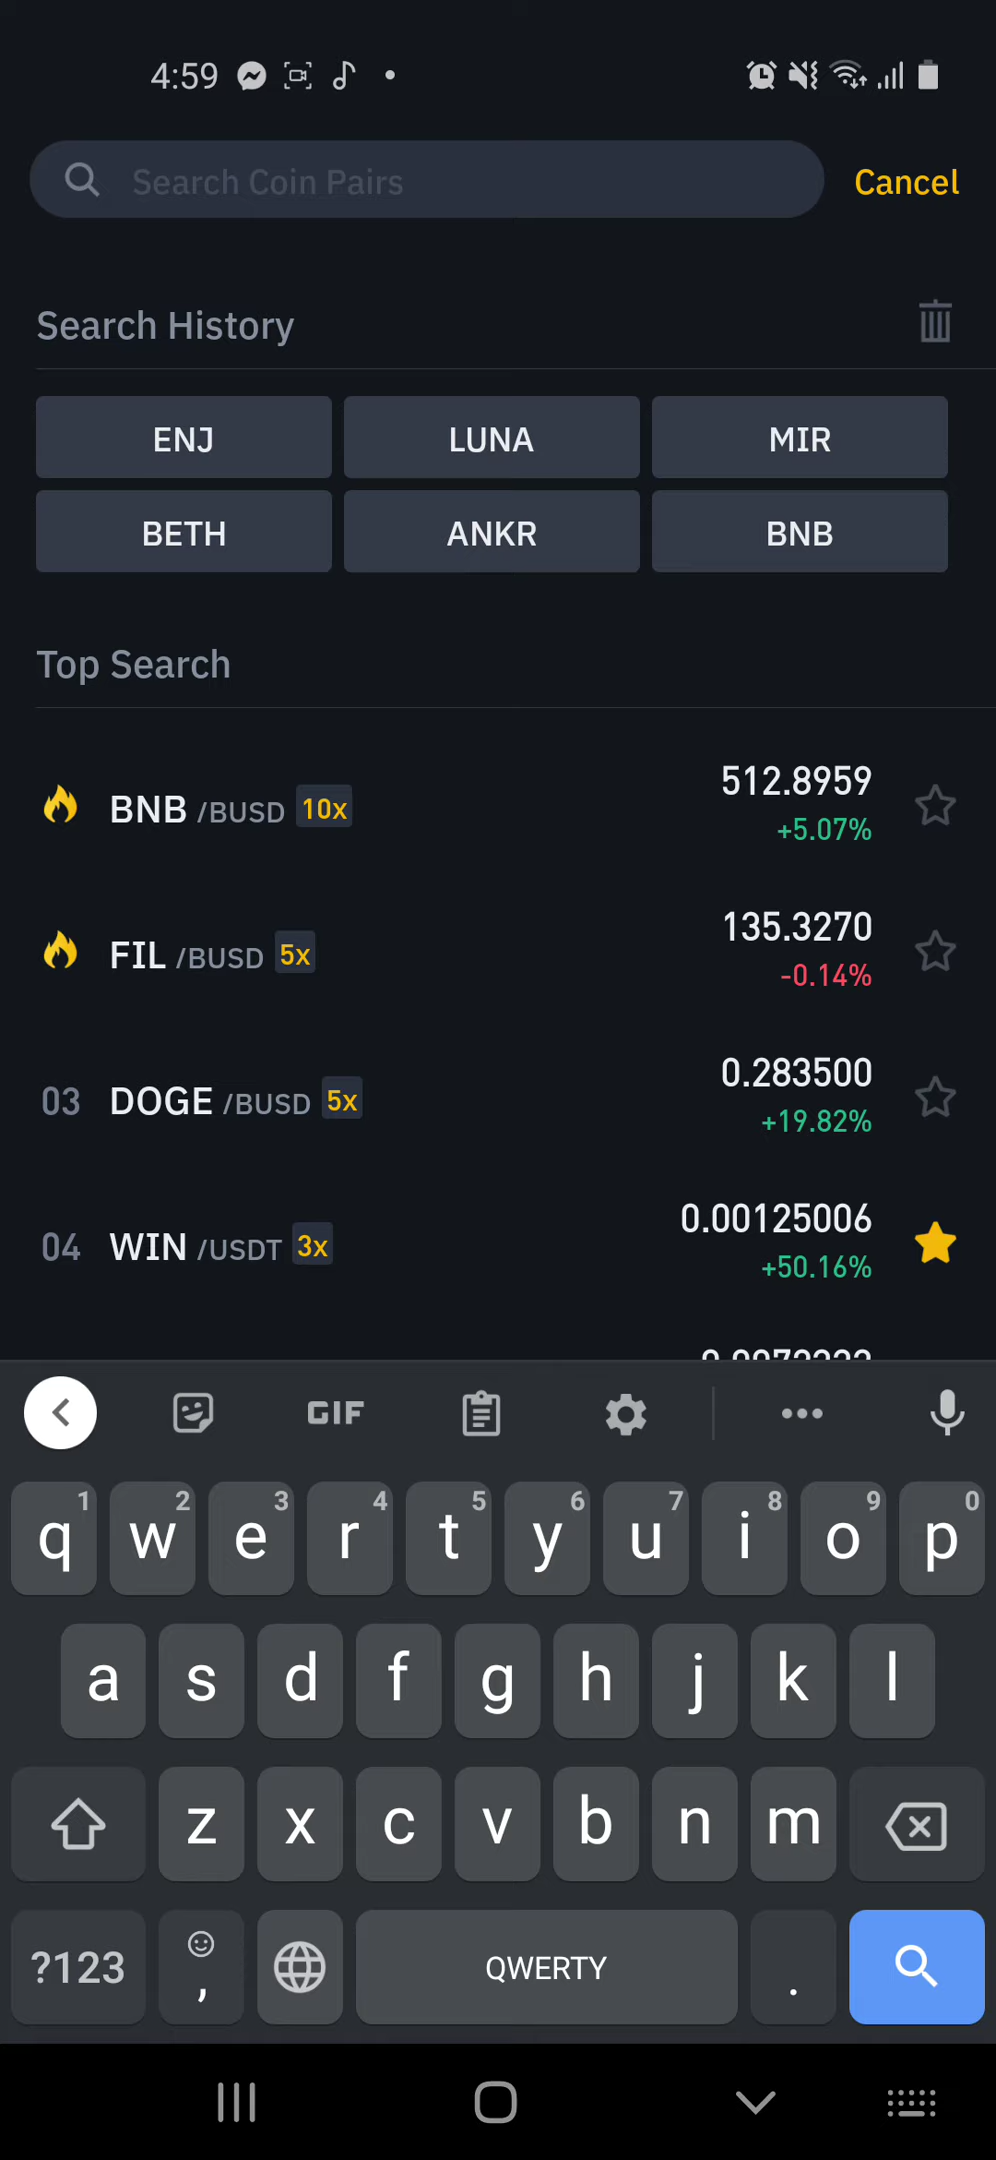 4:59
Search Coin Pairs
Cancel
Search History
ENJ LUNA MIR
BETH ANKR BNB
Top Search
BNB /BUSD 10x 512.8959
+5.07%
FIL /BUSD 5x 135.3270
-0.14%
03 DOGE /BUSD 5x 0.283500
+19.82%
04 WIN /USDT 3x 0.00125006
+50.16%
GIF
1 2 3 4 5 6 7 8 9 0
q w e r t y u i o p
a s d f g h j k l
z x c v b n m
?123 , QWERTY .